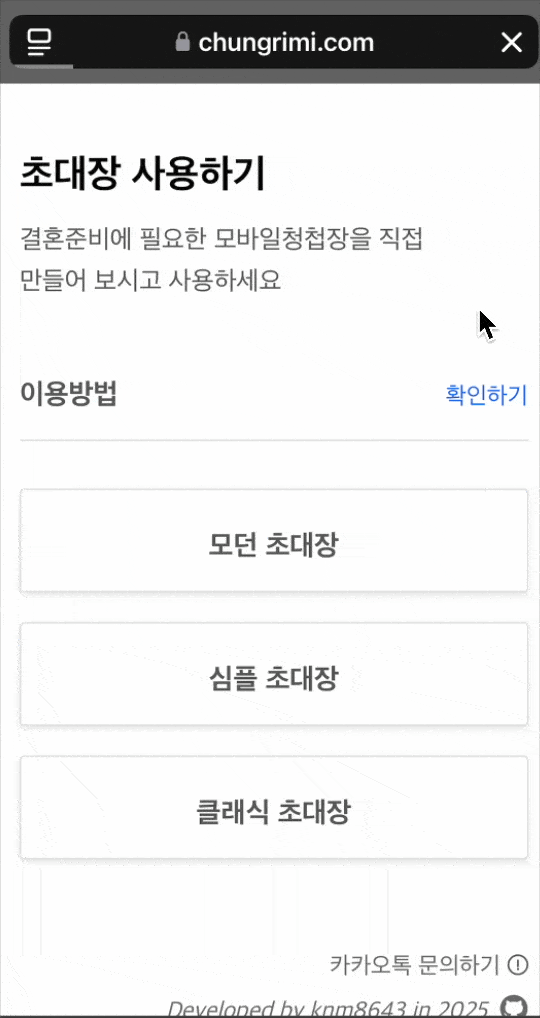 chungrimi.com
초대장 사용하기
결혼준비에 필요한 모바일청첩장을 직접
만들어 보시고 사용하세요
이용방법
확인하기
모던 초대장
심플 초대장
클래식 초대장
카카오톡 문의하기
Developed by knm8643 in 2025